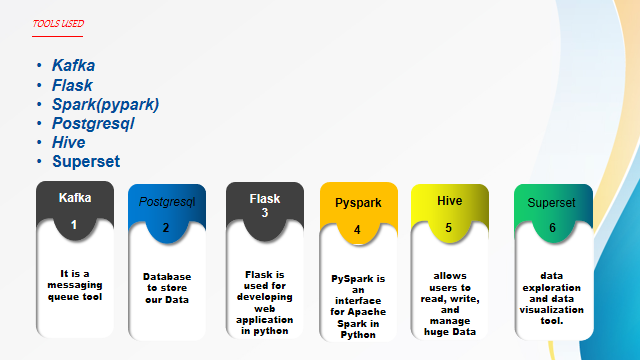 TOOLS USED
• Kafka
• Flask
• Spark(pypark)
• Postgresql
• Hive
• Superset
Kafka
1
It is a
messaging
queue tool
Postgresql
2
Database
to store
our Data
Flask
3
Flask is
used for
developing
web
application
in python
Pyspark
4
PySpark is
an
interface
for Apache
Spark in
Python
Hive
5
allows
users to
read, write,
and
manage
huge Data
Superset
6
data
exploration
and data
visualization
tool.